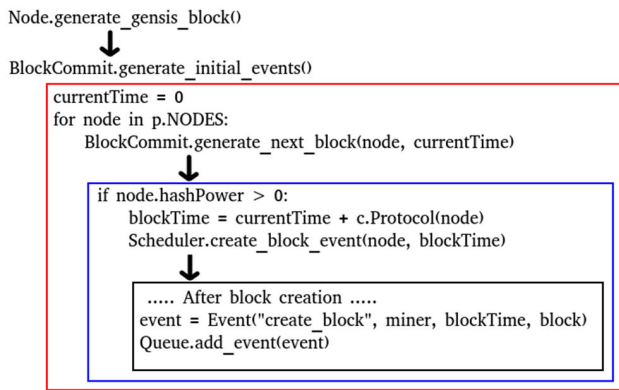 Node.generate_gensis_block()
BlockCommit.generate_initial_events()
currentTime = 0
for node in p.NODES:
BlockCommit.generate_next_block(node, currentTime)
if node.hashPower > 0:
blockTime = currentTime + c.Protocol(node)
Scheduler.create_block_event(node, blockTime)
..... After block creation .....
event = Event("create_block", miner, blockTime, block)
Queue.add_event(event)